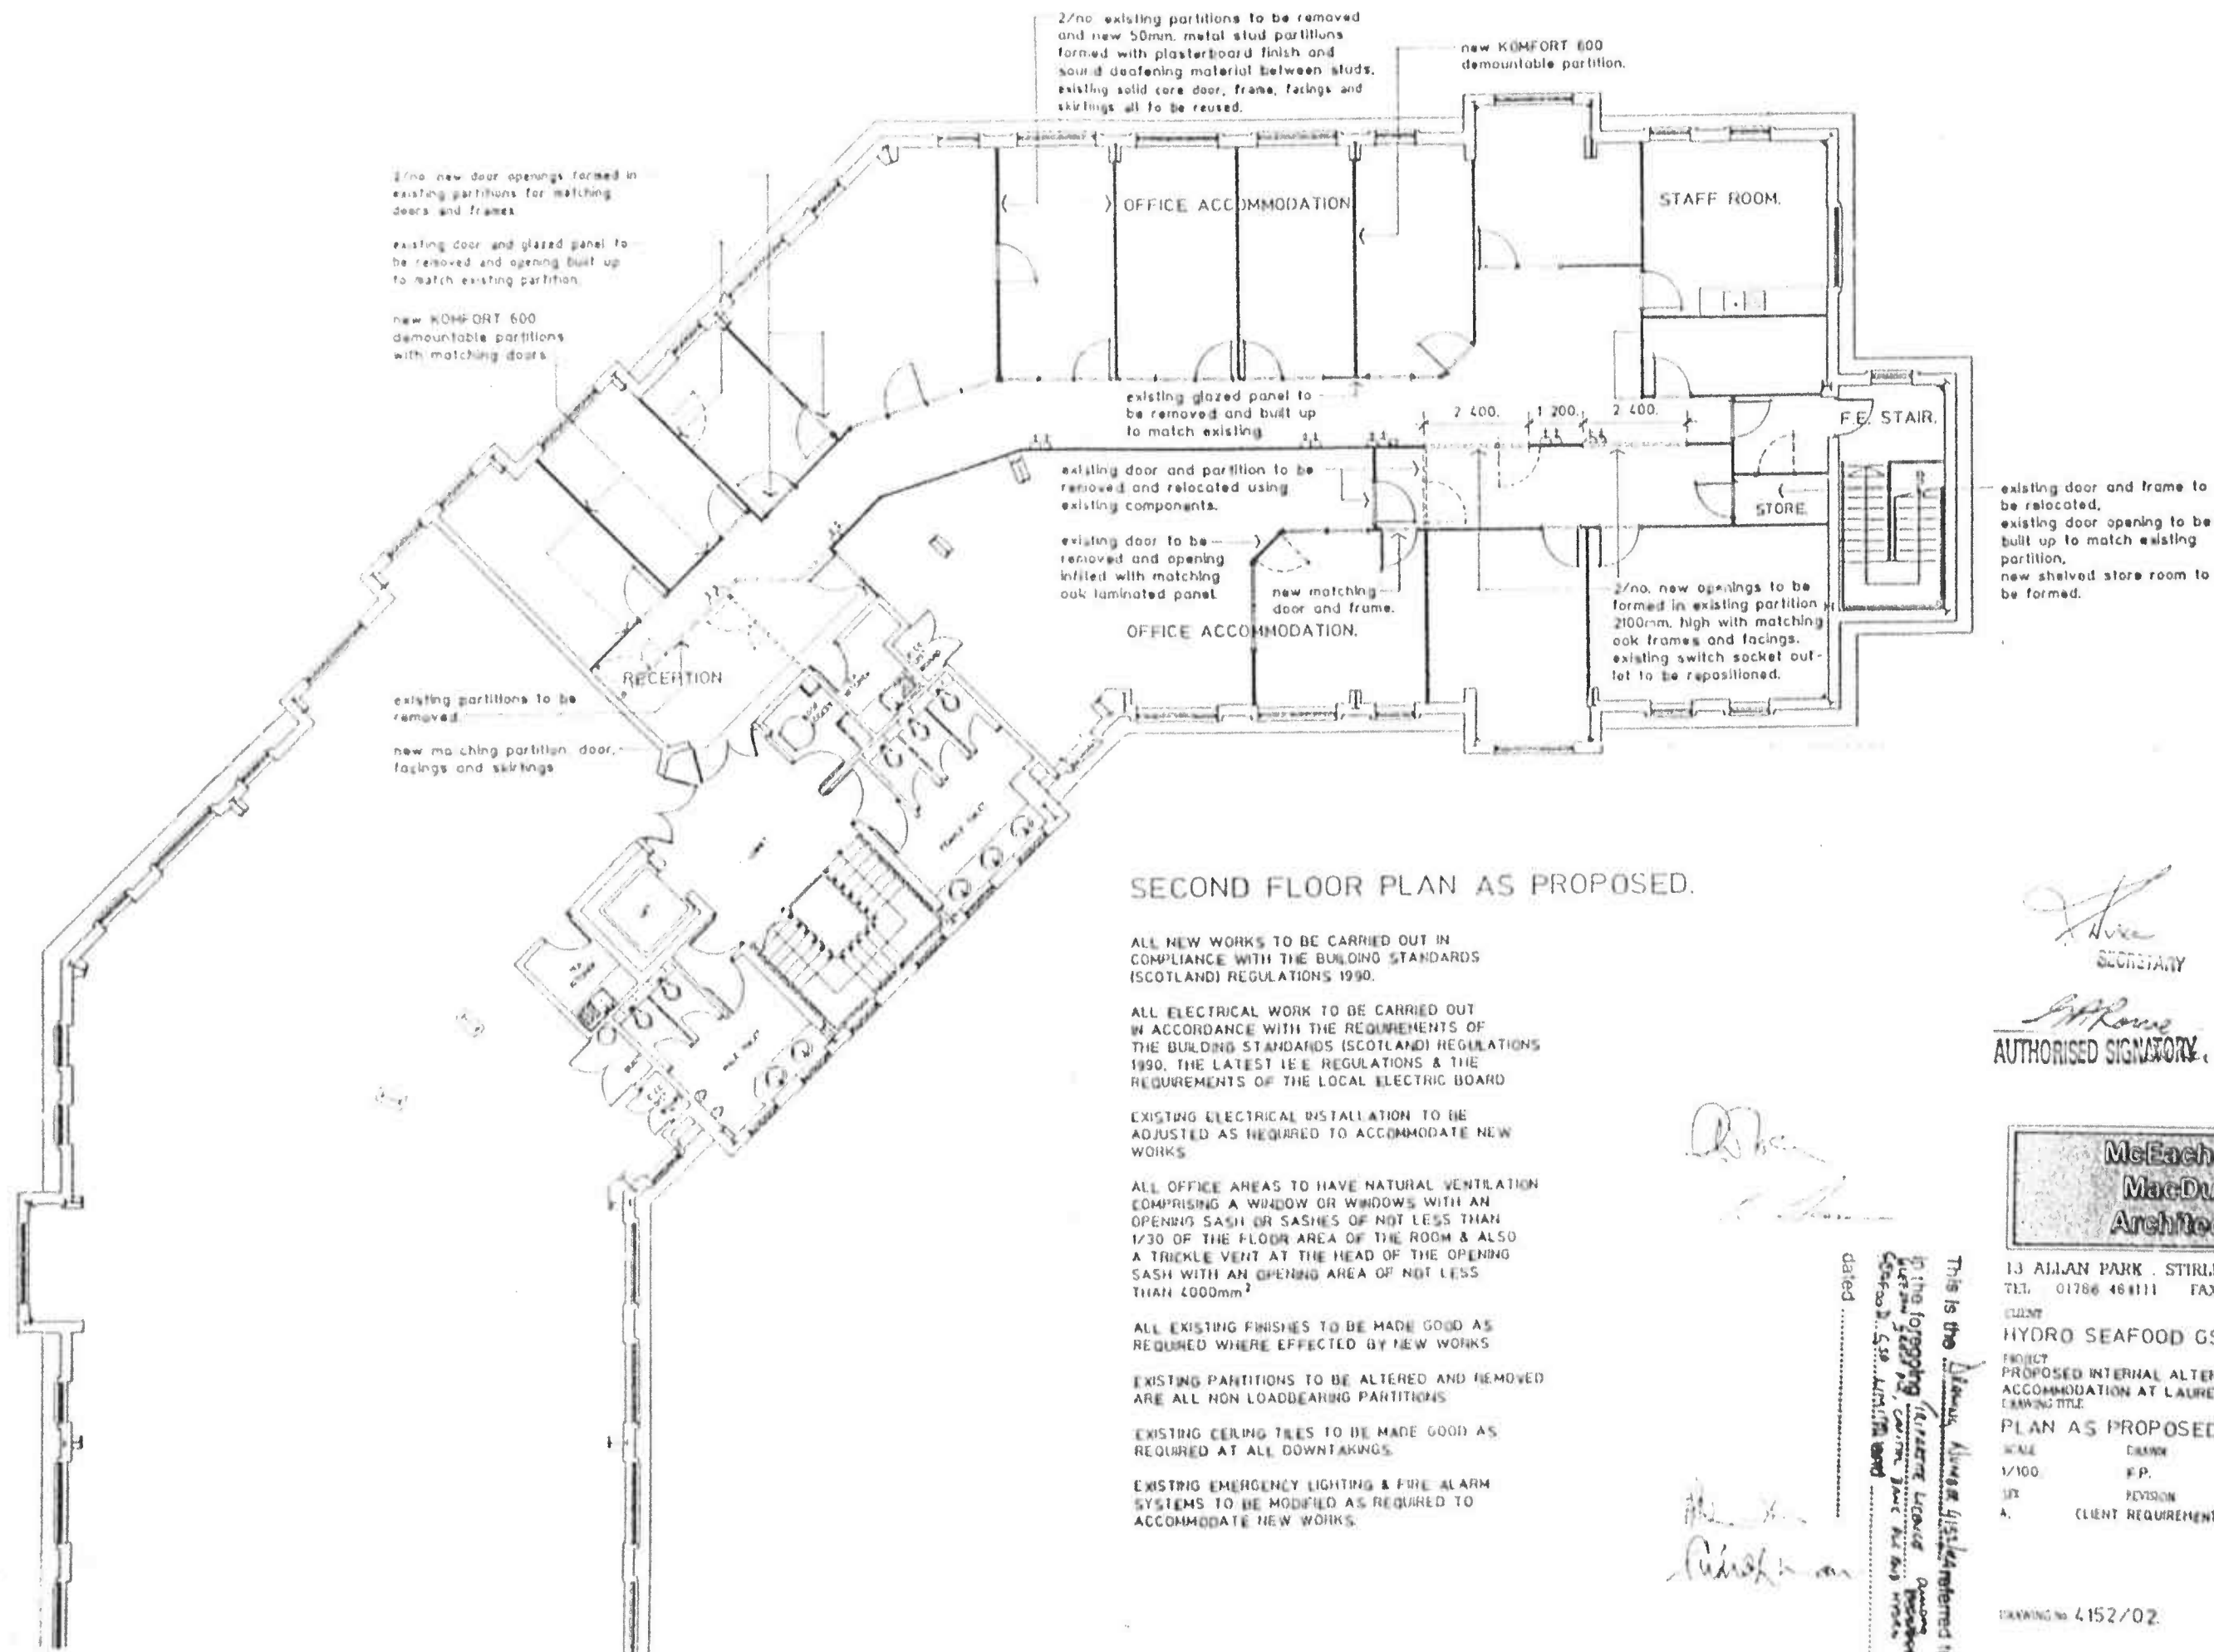 2/no. existing partitions to be removed
and new 50mm. metal stud partitions
formed with plasterboard finish and
sound deafening material between studs,
existing solid core door, frame, facings and
skirtings all to be reused.
new KOMFORT 600
demountable partition.
2/no. new door openings formed in
existing partitions for matching
doors and frames
existing door and glazed panel to
be removed and opening built up
to match existing partition.
new KOMFORT 600
demountable partitions
with matching doors
OFFICE ACCOMMODATION
STAFF ROOM.
existing glazed panel to
be removed and built up
to match existing
2 400.
1 200.
2 400.
F.E. STAIR.
existing door and partition to be
removed and relocated using
existing components.
STORE.
existing door and frame to
be relocated,
existing door opening to be
built up to match existing
partition,
new shelved store room to
be formed.
existing door to be
removed and opening
infilled with matching
oak laminated panel.
new matching
door and frame.
2/no. new openings to be
formed in existing partition
2100mm. high with matching
oak frames and facings.
existing switch socket out-
let to be repositioned.
OFFICE ACCOMMODATION.
RECEPTION
existing partitions to be
removed.
new matching partition, door,
facings and skirtings
FEMALE TOILET
MALE TOILET
SECOND FLOOR PLAN AS PROPOSED.
ALL NEW WORKS TO BE CARRIED OUT IN
COMPLIANCE WITH THE BUILDING STANDARDS
(SCOTLAND) REGULATIONS 1990.
ALL ELECTRICAL WORK TO BE CARRIED OUT
IN ACCORDANCE WITH THE REQUIREMENTS OF
THE BUILDING STANDARDS (SCOTLAND) REGULATIONS
1990, THE LATEST I.E.E. REGULATIONS & THE
REQUIREMENTS OF THE LOCAL ELECTRIC BOARD
EXISTING ELECTRICAL INSTALLATION TO BE
ADJUSTED AS REQUIRED TO ACCOMMODATE NEW
WORKS
ALL OFFICE AREAS TO HAVE NATURAL VENTILATION
COMPRISING A WINDOW OR WINDOWS WITH AN
OPENING SASH OR SASHES OF NOT LESS THAN
1/30 OF THE FLOOR AREA OF THE ROOM & ALSO
A TRICKLE VENT AT THE HEAD OF THE OPENING
SASH WITH AN OPENING AREA OF NOT LESS
THAN 4000mm²
ALL EXISTING FINISHES TO BE MADE GOOD AS
REQUIRED WHERE EFFECTED BY NEW WORKS
EXISTING PARTITIONS TO BE ALTERED AND REMOVED
ARE ALL NON LOADBEARING PARTITIONS
EXISTING CEILING TILES TO BE MADE GOOD AS
REQUIRED AT ALL DOWNTAKINGS.
EXISTING EMERGENCY LIGHTING & FIRE ALARM
SYSTEMS TO BE MODIFIED AS REQUIRED TO
ACCOMMODATE NEW WORKS.
SECRETARY
AUTHORISED SIGNATORY.
McEach
MacDu
Archite
13 ALLAN PARK . STIRL
TEL 01786 464111 FAX
CLIENT
HYDRO SEAFOOD GS
PROJECT
PROPOSED INTERNAL ALTE
ACCOMMODATION AT LAURE
DRAWING TITLE
PLAN AS PROPOSED
SCALE DRAWN
1/100. F.P.
REVISION
A. CLIENT REQUIREMENT
DRAWING No 4152/02.
This is the Drawing Number referred t
in the foregoing
dated